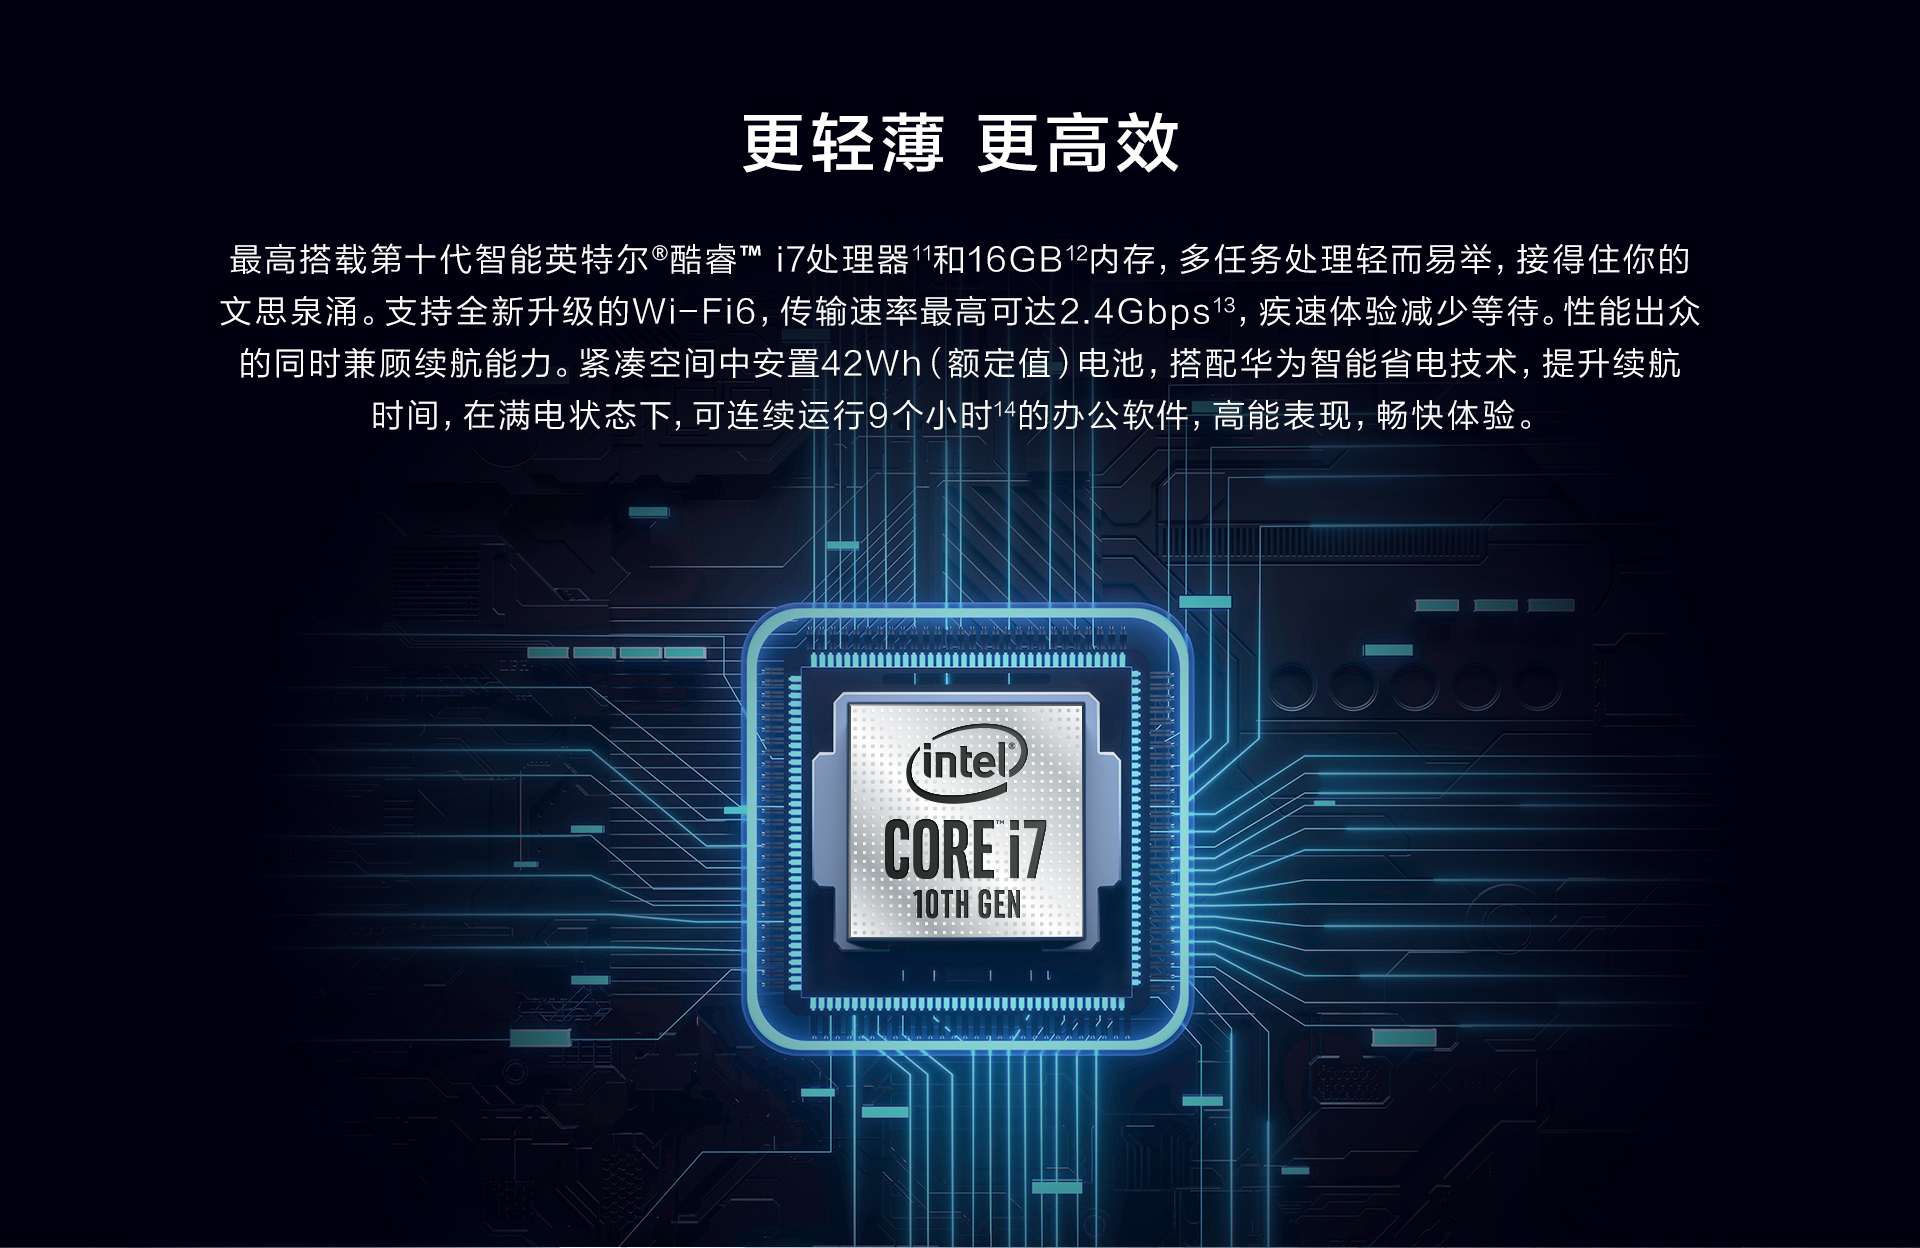 更轻薄 更高效
最高搭载第十代智能英特尔®酷睿™ i7处理器11和16GB12内存，多任务处理轻而易举，接得住你的
文思泉涌。支持全新升级的Wi-Fi6，传输速率最高可达2.4Gbps13，疾速体验减少等待。性能出众
的同时兼顾续航能力。紧凑空间中安置42Wh（额定值）电池，搭配华为智能省电技术，提升续航
时间，在满电状态下，可连续运行9个小时14的办公软件，高能表现，畅快体验。
intel®
CORE™ i7
10TH GEN